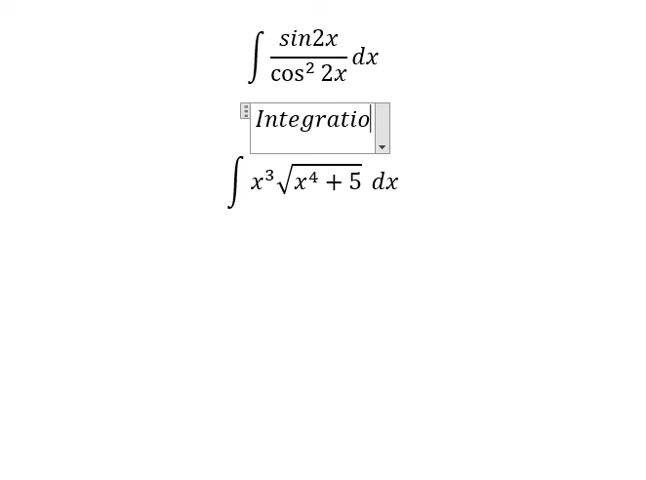 ∫ sin2x / cos² 2x dx
Integratio
∫ x³√(x⁴ + 5) dx